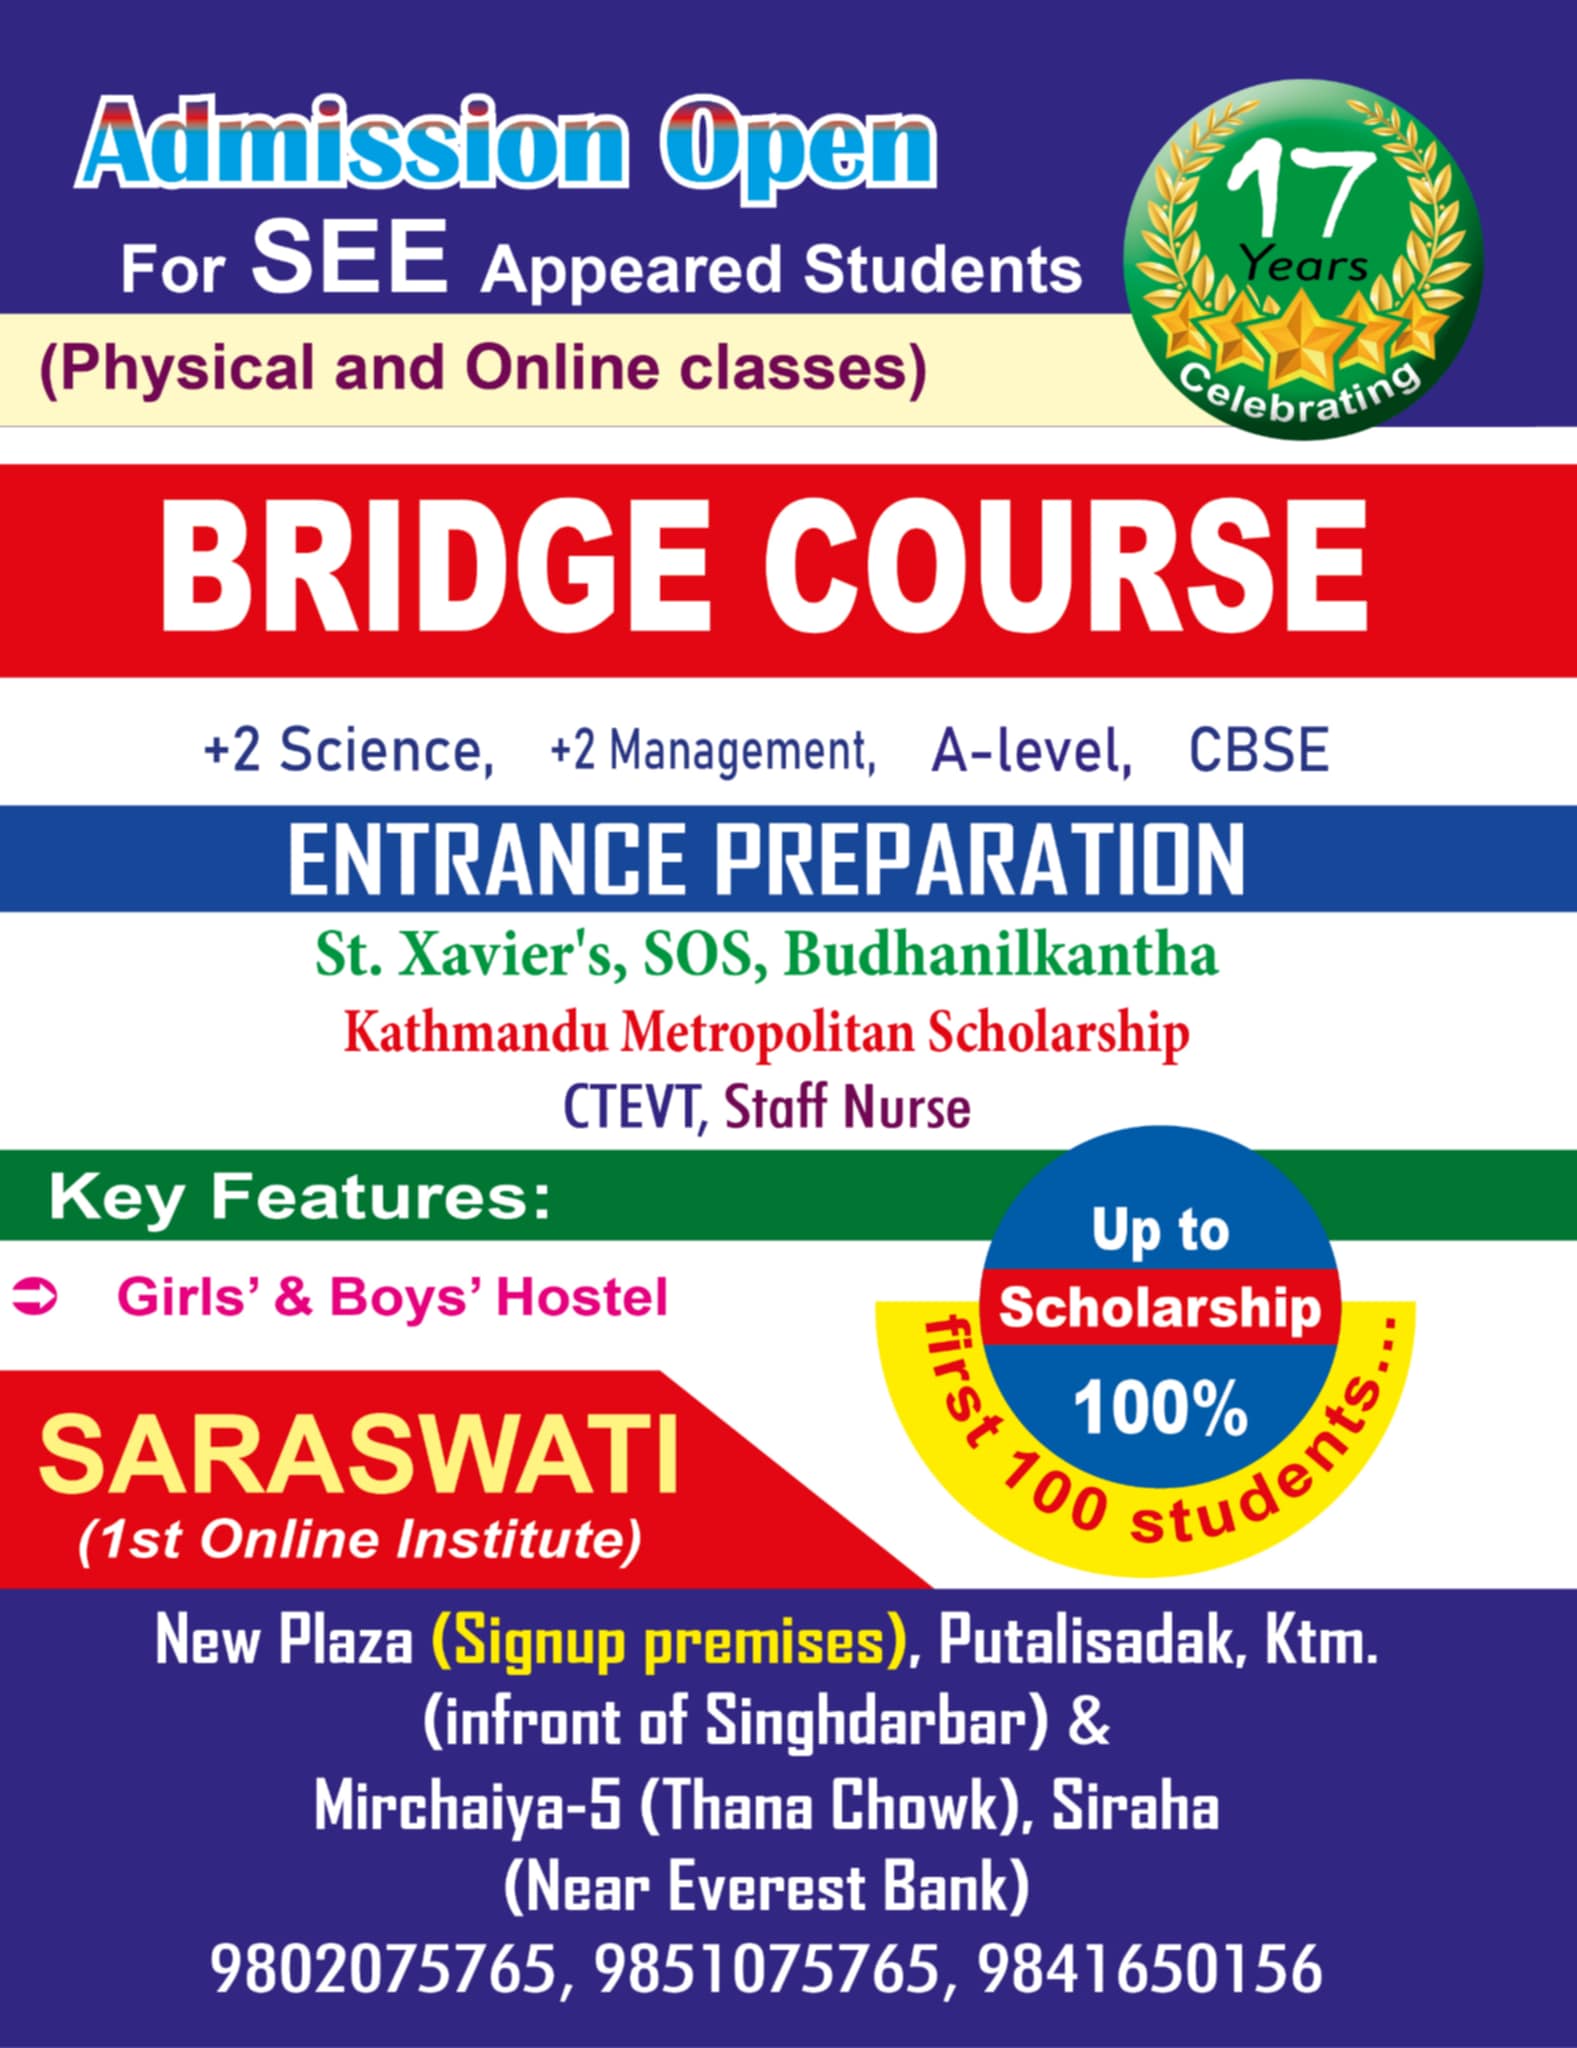 Admission Open
For SEE Appeared Students
(Physical and Online classes)
17
Years
Celebrating
BRIDGE COURSE
+2 Science, +2 Management, A-level, CBSE
ENTRANCE PREPARATION
St. Xavier's, SOS, Budhanilkantha
Kathmandu Metropolitan Scholarship
CTEVT, Staff Nurse
Key Features:
Girls’ & Boys’ Hostel
Up to
Scholarship
100%
first 100 students...
SARASWATI
(1st Online Institute)
New Plaza (Signup premises), Putalisadak, Ktm.
(infront of Singhdarbar) &
Mirchaiya-5 (Thana Chowk), Siraha
(Near Everest Bank)
9802075765, 9851075765, 9841650156